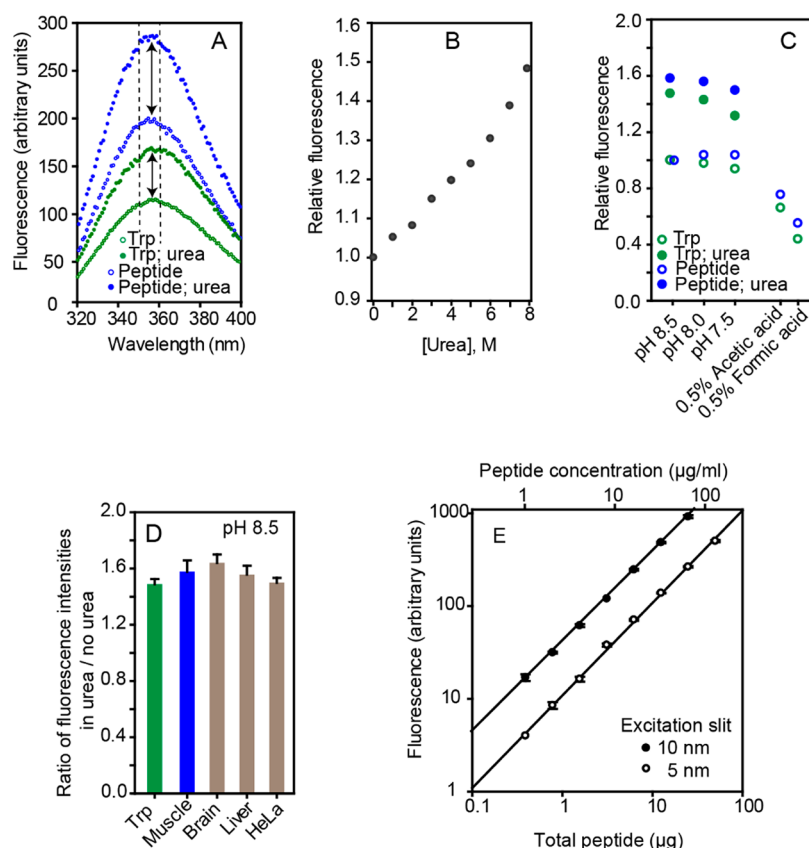 A
Fluorescence (arbitrary units)
300
250
200
150
100
50
0
Trp
Trp; urea
Peptide
Peptide; urea
320 340 360 380 400
Wavelength (nm)
B
Relative fluorescence
1.5
1.4
1.3
1.2
1.1
1.0
0.9
0 2 4 6 8
[Urea], M
C
Relative fluorescence
2.0
1.6
1.2
0.8
0.4
0.0
Trp
Trp; urea
Peptide
Peptide; urea
pH 8.5
pH 8.0
pH 7.5
0.5% Acetic acid
0.5% Formic acid
D
pH 8.5
Ratio of fluorescence intensities
in urea / no urea
2.0
1.6
1.2
0.8
0.4
0.0
Trp
Muscle
Brain
Liver
HeLa
Peptide concentration (µg/ml)
1 10 100
E
Fluorescence (arbitrary units)
1000
100
10
1
Excitation slit
10 nm
5 nm
0.1 1 10 100
Total peptide (µg)